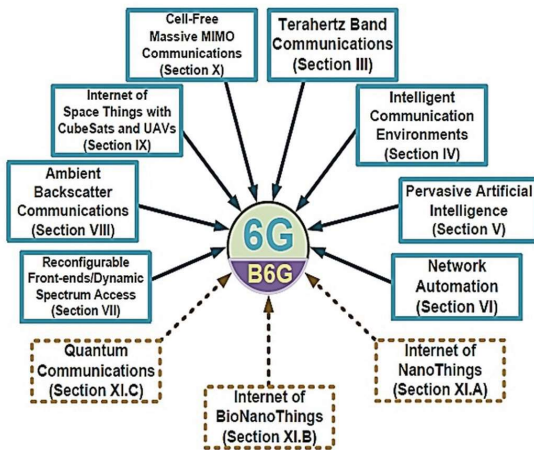 Cell-Free
Massive MIMO
Communications
(Section X)
Terahertz Band
Communications
(Section III)
Internet of
Space Things with
CubeSats and UAVs
(Section IX)
Intelligent
Communication
Environments
(Section IV)
Ambient
Backscatter
Communications
(Section VIII)
Pervasive Artificial
Intelligence
(Section V)
6G
B6G
Reconfigurable
Front-ends/Dynamic
Spectrum Access
(Section VII)
Network
Automation
(Section VI)
Quantum
Communications
(Section XI.C)
Internet of
BioNanoThings
(Section XI.B)
Internet of
NanoThings
(Section XI.A)